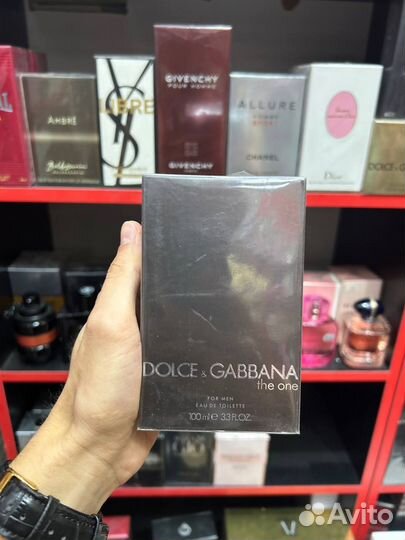 GIVENCHY
POUR HOMME
GIVENCHY
AMBRE
YSL
LIBRE
ALLURE
CHANEL
Dior
DOLCE & GABBANA
the one
FOR MEN
EAU DE TOILETTE
100 ml e 3.3 FL.OZ.
Avito